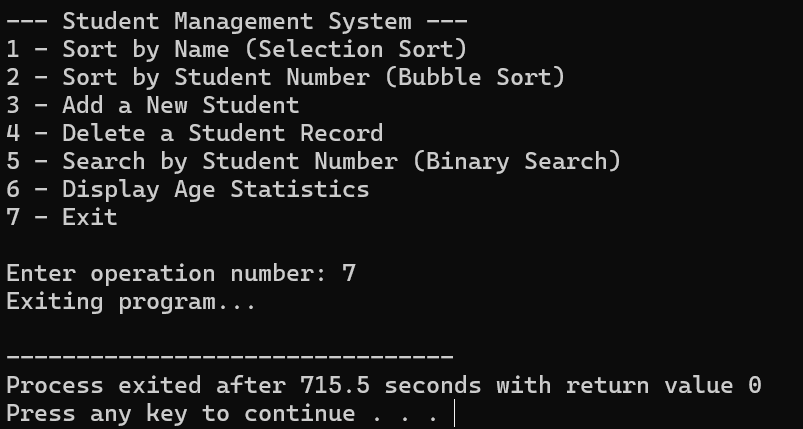 --- Student Management System ---
1 - Sort by Name (Selection Sort)
2 - Sort by Student Number (Bubble Sort)
3 - Add a New Student
4 - Delete a Student Record
5 - Search by Student Number (Binary Search)
6 - Display Age Statistics
7 - Exit

Enter operation number: 7
Exiting program...

--------------------------------
Process exited after 715.5 seconds with return value 0
Press any key to continue . . .